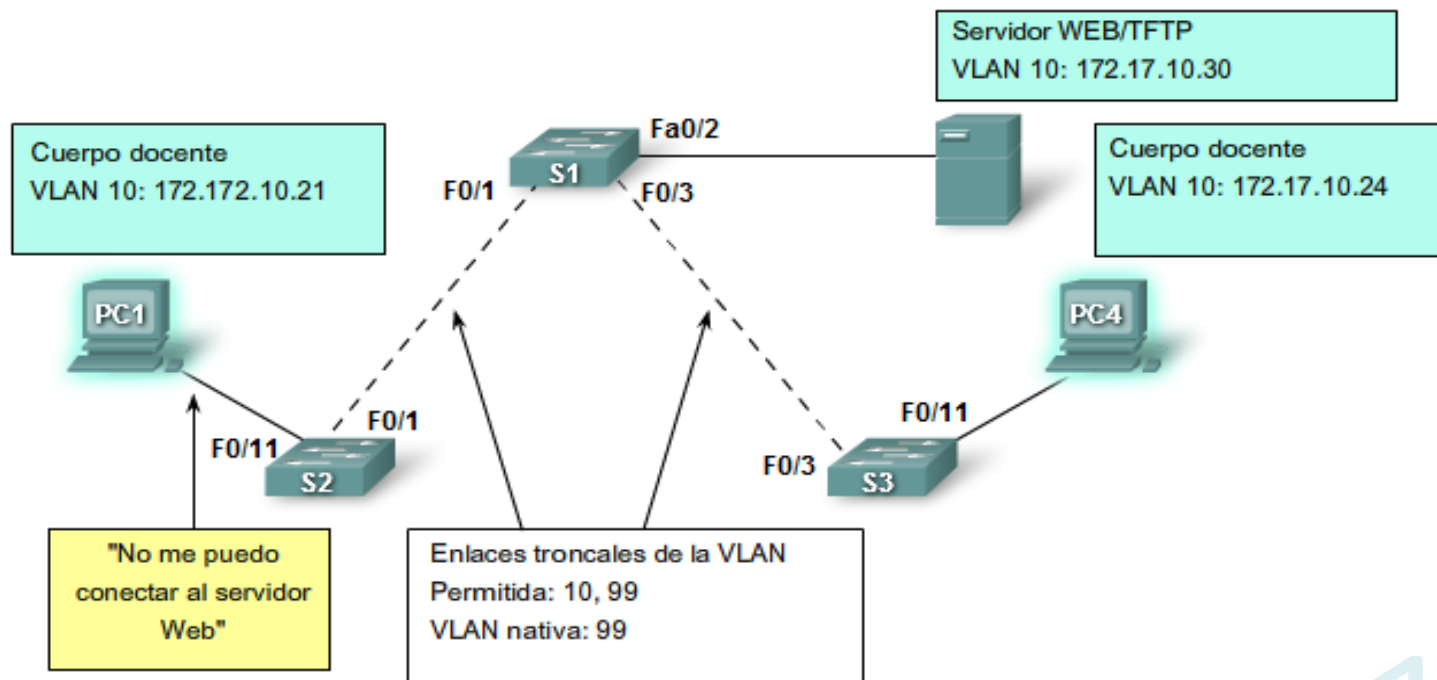 Servidor WEB/TFTP
VLAN 10: 172.17.10.30
Cuerpo docente
VLAN 10: 172.172.10.21
Fa0/2
S1
F0/1
F0/3
Cuerpo docente
VLAN 10: 172.17.10.24
PC1
PC4
F0/1
F0/11
S2
F0/11
F0/3
S3
"No me puedo
conectar al servidor
Web"
Enlaces troncales de la VLAN
Permitida: 10, 99
VLAN nativa: 99